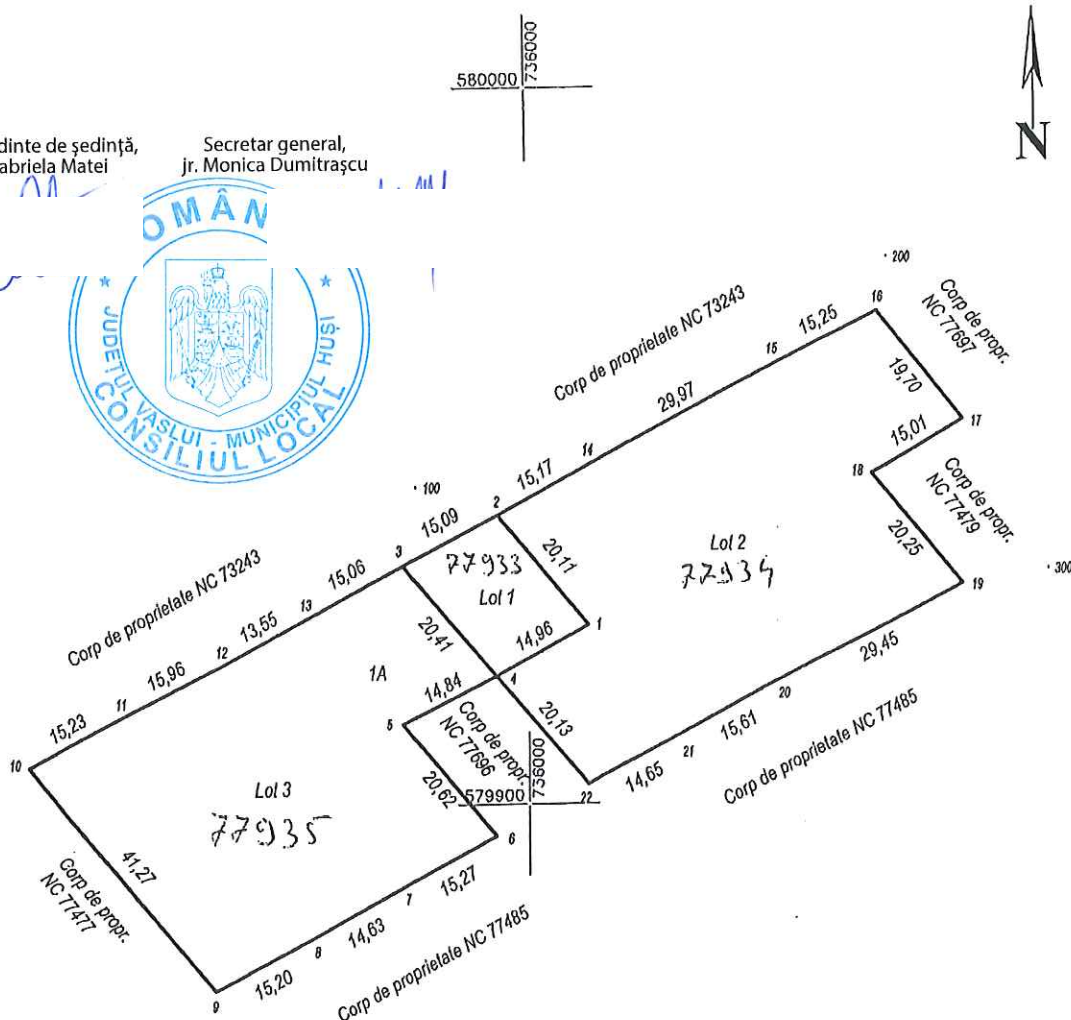 580000
736000
N
dinte de ședință,
abriela Matei
Secretar general,
jr. Monica Dumitrașcu
JUDEȚUL VASLUI - MUNICIPIUL HUȘI
CONSILIUL LOCAL
200
16
Corp de propr.
NC 77697
15,25
15
Corp de proprietate NC 73243
29,97
19,70
17
15,01
18
14
15,17
Corp de propr.
NC 77479
100
2
15,09
3
77933
Lol 1
20,11
Lol 2
77934
20,25
19
300
15,06
13
Corp de proprietate NC 73243
13,55
12
15,96
11
15,23
10
20,41
14,96
1
1A
14,84
4
5
29,45
20
15,61
21
14,65
22
20,13
Corp de propr.
NC 77696
736000
579900
Corp de proprietate NC 77485
20,62
Lol 3
77935
6
15,27
7
14,63
8
15,20
9
41,27
Corp de propr.
NC 77477
Corp de proprietate NC 77485